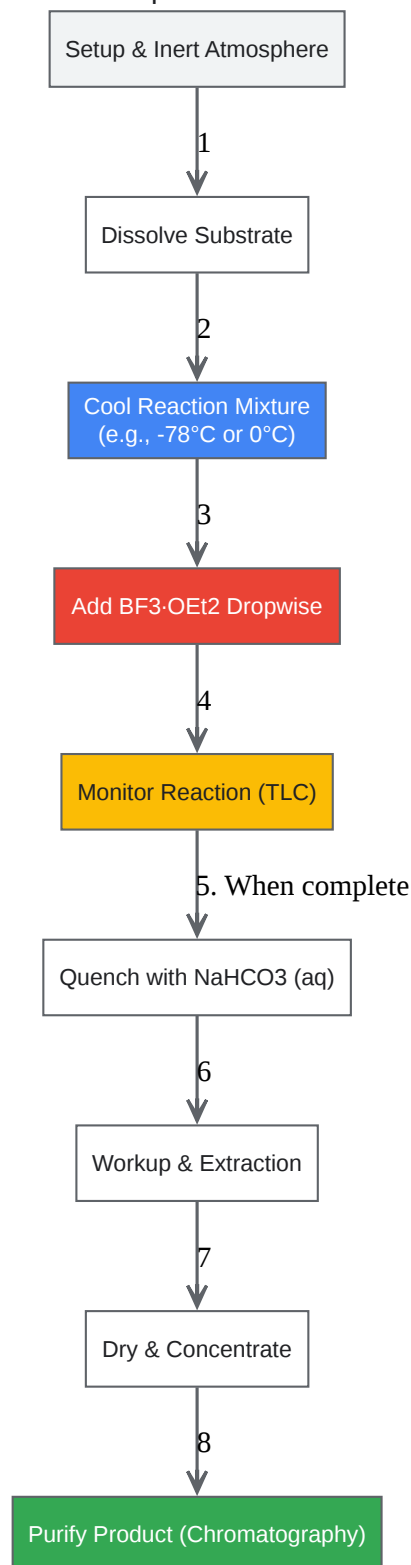 Setup & Inert Atmosphere
1
Dissolve Substrate
2
Cool Reaction Mixture
(e.g., -78°C or 0°C)
3
Add BF3·OEt2 Dropwise
4
Monitor Reaction (TLC)
5. When complete
Quench with NaHCO3 (aq)
6
Workup & Extraction
7
Dry & Concentrate
8
Purify Product (Chromatography)